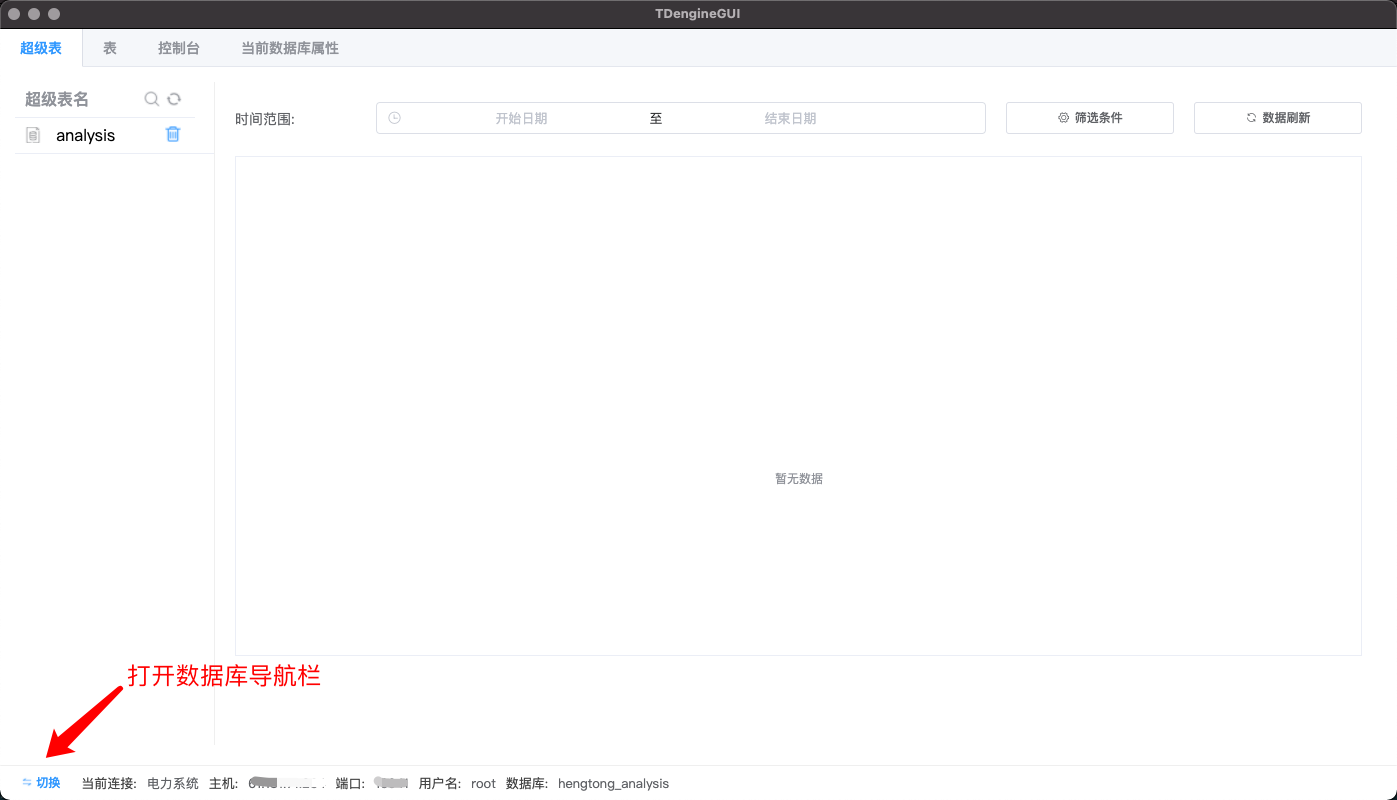 TDengineGUI
超级表 表 控制台 当前数据库属性
超级表名
analysis
时间范围: 开始日期 至 结束日期 筛选条件 数据刷新
暂无数据
打开数据库导航栏
切换 当前连接: 电力系统 主机: 端口: 用户名: root 数据库: hengtong_analysis